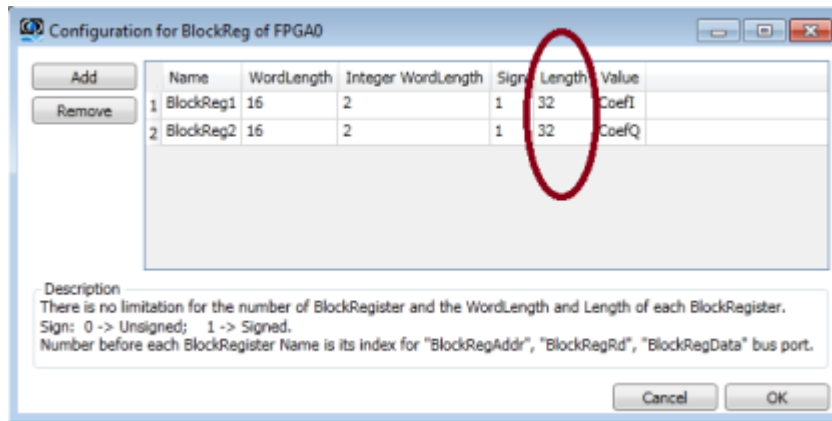 Configuration for BlockReg of FPGA0
Add
Remove
Name WordLength Integer WordLength Sign Length Value
1 BlockReg1 16 2 1 32 CoefI
2 BlockReg2 16 2 1 32 CoefQ
Description
There is no limitation for the number of BlockRegister and the WordLength and Length of each BlockRegister.
Sign: 0 -> Unsigned; 1 -> Signed.
Number before each BlockRegister Name is its index for "BlockRegAddr", "BlockRegRd", "BlockRegData" bus port.
Cancel OK